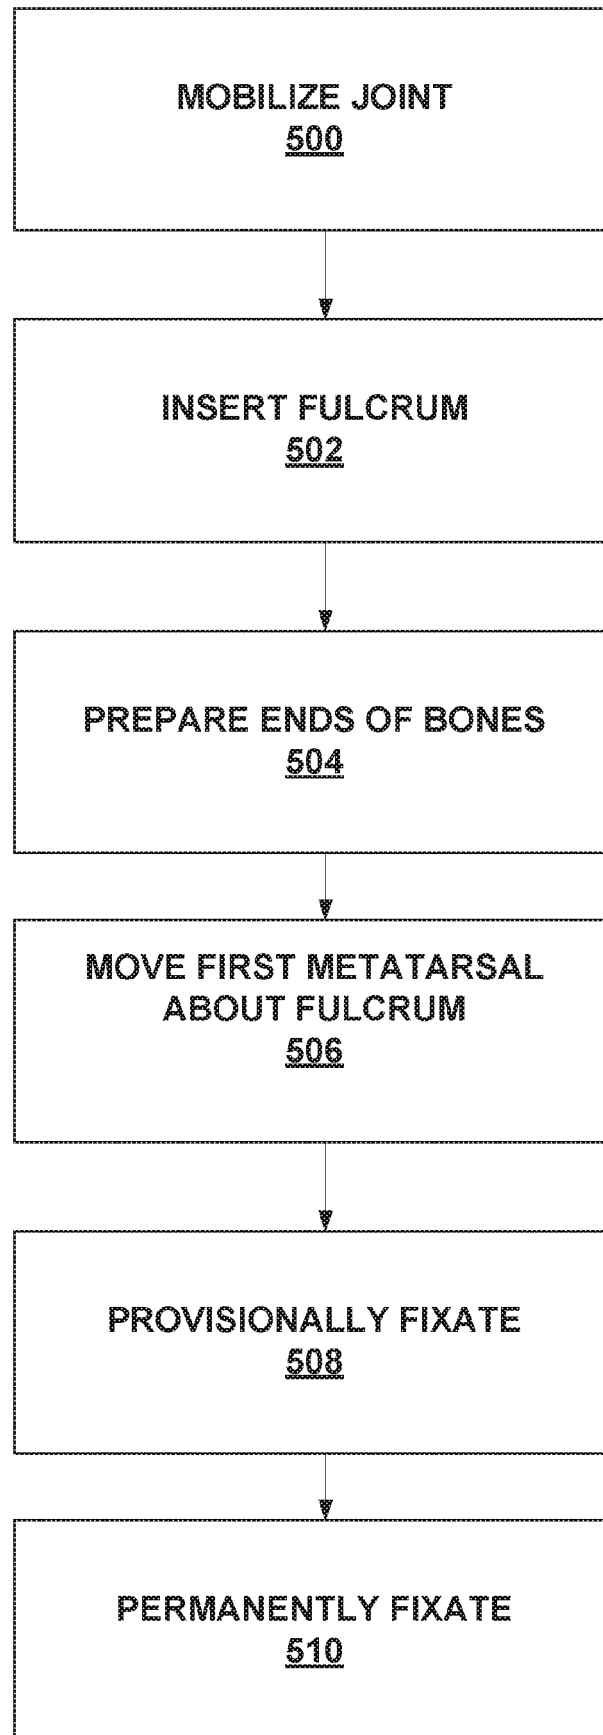 MOBILIZE JOINT
500
INSERT FULCRUM
502
PREPARE ENDS OF BONES
504
MOVE FIRST METATARSAL
ABOUT FULCRUM
506
PROVISIONALLY FIXATE
508
PERMANENTLY FIXATE
510